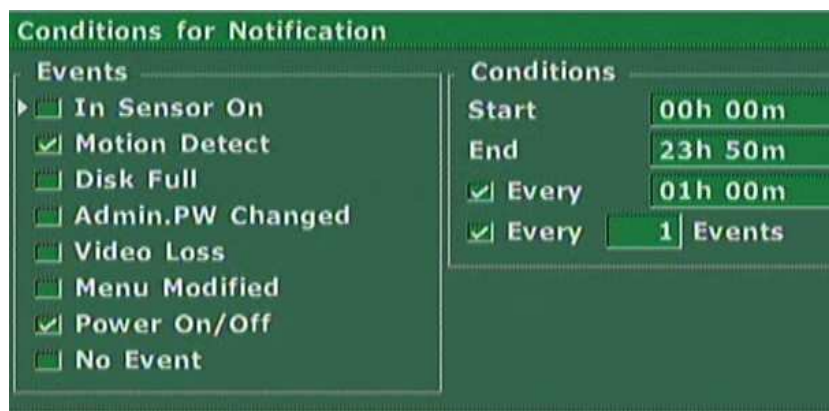 Conditions for Notification
Events
In Sensor On
Motion Detect
Disk Full
Admin.PW Changed
Video Loss
Menu Modified
Power On/Off
No Event
Conditions
Start 00h 00m
End 23h 50m
Every 01h 00m
Every 1 Events